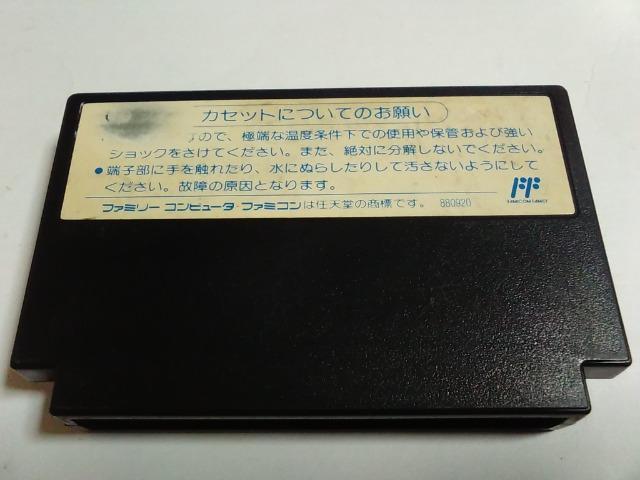 カセットについてのお願い
ので、極端な温度条件下での使用や保管および強い
ショックをさけてください。また、絶対に分解しないでください。
●端子部に手を触れたり、水にぬらしたりして汚さないようにして
ください。故障の原因となります。
FAMICOM FAMILY
ファミリーコンピュータ・ファミコンは任天堂の商標です。 880920